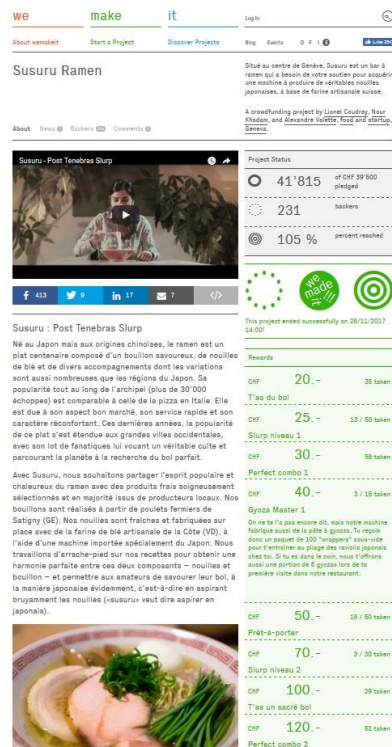 we make it
Log In
About wemakeit Start a Project Discover Projects
Blog Events D F I E
Like
Susuru Ramen
Situé au centre de Genève, Susuru est un bar à
ramen qui a besoin de votre soutien pour acquérir
une machine à produire de véritables nouilles
japonaises, à base de farine artisanale suisse.
A crowdfunding project by Lionel Coudray, Nour
Khadam, and Alexandre Valette, food and startup,
Geneva.
About News Backers Comments
Susuru - Post Tenebras Slurp
413 9 17 7 </>
Susuru : Post Tenebras Slurp
Né au Japon mais aux origines chinoises, le ramen est un
plat centenaire composé d'un bouillon savoureux, de nouilles
de blé et de divers accompagnements dont les variations
sont aussi nombreuses que les régions du Japon. Sa
popularité tout au long de l'archipel (plus de 30'000
échoppes) est comparable à celle de la pizza en Italie. Elle
est due à son aspect bon marché, son service rapide et son
caractère réconfortant. Ces dernières années, la popularité
de ce plat s'est étendue aux grandes villes occidentales,
avec son lot de fanatiques lui vouant un véritable culte et
parcourant la planète à la recherche du bol parfait.
Avec Susuru, nous souhaitons partager l'esprit populaire et
chaleureux du ramen avec des produits frais soigneusement
sélectionnés et en majorité issus de producteurs locaux. Nos
bouillons sont réalisés à partir de poulets fermiers de
Satigny (GE). Nos nouilles sont fraîches et fabriquées sur
place avec de la farine de blé artisanale de la Côte (VD), à
l'aide d'une machine importée spécialement du Japon. Nous
travaillons d'arrache-pied sur nos recettes pour obtenir une
harmonie parfaite entre ces deux composants – nouilles et
bouillon – et permettre aux amateurs de savourer leur bol, à
la manière japonaise évidemment, c'est-à-dire en aspirant
bruyamment les nouilles («susuru» veut dire aspirer en
japonais).
Project Status
41'815 of CHF 39'500
pledged
231 backers
105 % percent reached
we made it!!
This project ended successfully on 26/11/2017
14:00!
Rewards
CHF 20.– 35 taken
T'as du bol
CHF 25.– 13 / 50 taken
Slurp niveau 1
CHF 30.– 58 taken
Perfect combo 1
CHF 40.– 3 / 15 taken
Gyoza Master 1
On ne te l'a pas encore dit, mais notre machine
fabrique aussi de la pâte à gyozas. Tu reçois
donc un paquet de 100 "wrappers" sous-vide
pour t'entraîner au pliage des raviolis japonais
chez toi. Si tu es dans le coin, nous t'offrons
aussi une portion de 6 gyozas lors de ta
première visite dans notre restaurant.
CHF 50.– 16 / 50 taken
Prêt-à-porter
CHF 70.– 3 / 30 taken
Slurp niveau 2
CHF 100.– 29 taken
T'as un sacré bol
CHF 120.– 52 taken
Perfect combo 2